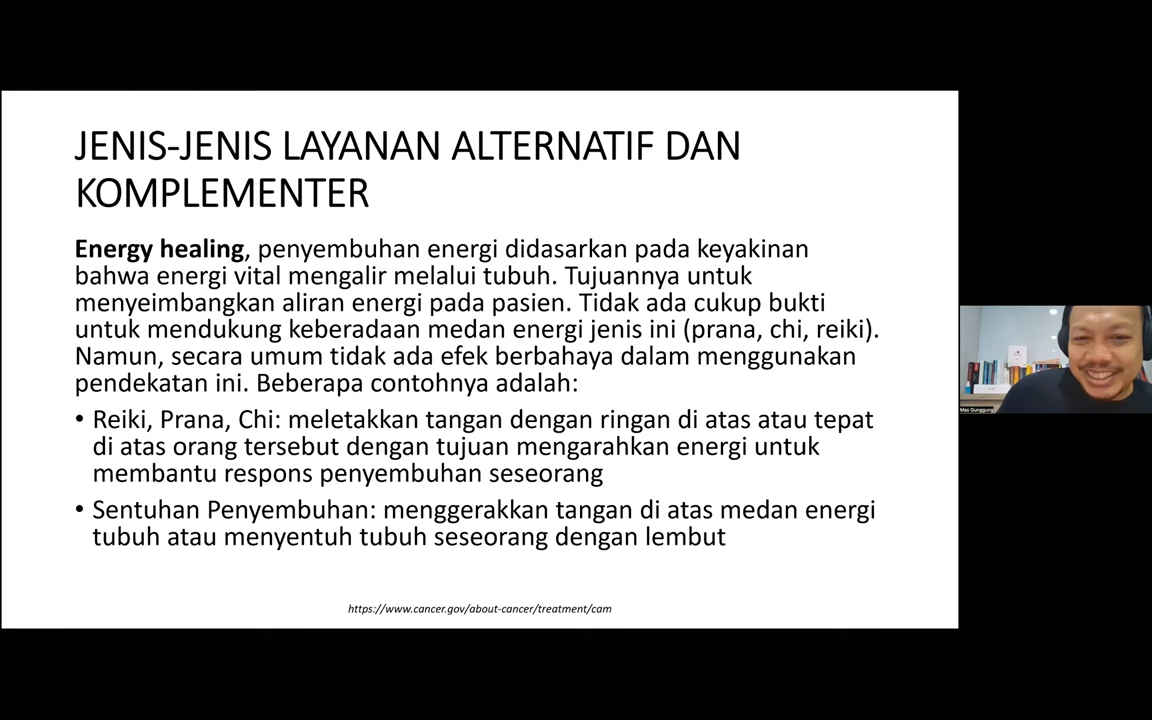 JENIS-JENIS LAYANAN ALTERNATIF DAN
KOMPLEMENTER
Energy healing, penyembuhan energi didasarkan pada keyakinan
bahwa energi vital mengalir melalui tubuh. Tujuannya untuk
menyeimbangkan aliran energi pada pasien. Tidak ada cukup bukti
untuk mendukung keberadaan medan energi jenis ini (prana, chi, reiki).
Namun, secara umum tidak ada efek berbahaya dalam menggunakan
pendekatan ini. Beberapa contohnya adalah:
• Reiki, Prana, Chi: meletakkan tangan dengan ringan di atas atau tepat
di atas orang tersebut dengan tujuan mengarahkan energi untuk
membantu respons penyembuhan seseorang
• Sentuhan Penyembuhan: menggerakkan tangan di atas medan energi
tubuh atau menyentuh tubuh seseorang dengan lembut
https://www.cancer.gov/about-cancer/treatment/cam
Mas Gunggung